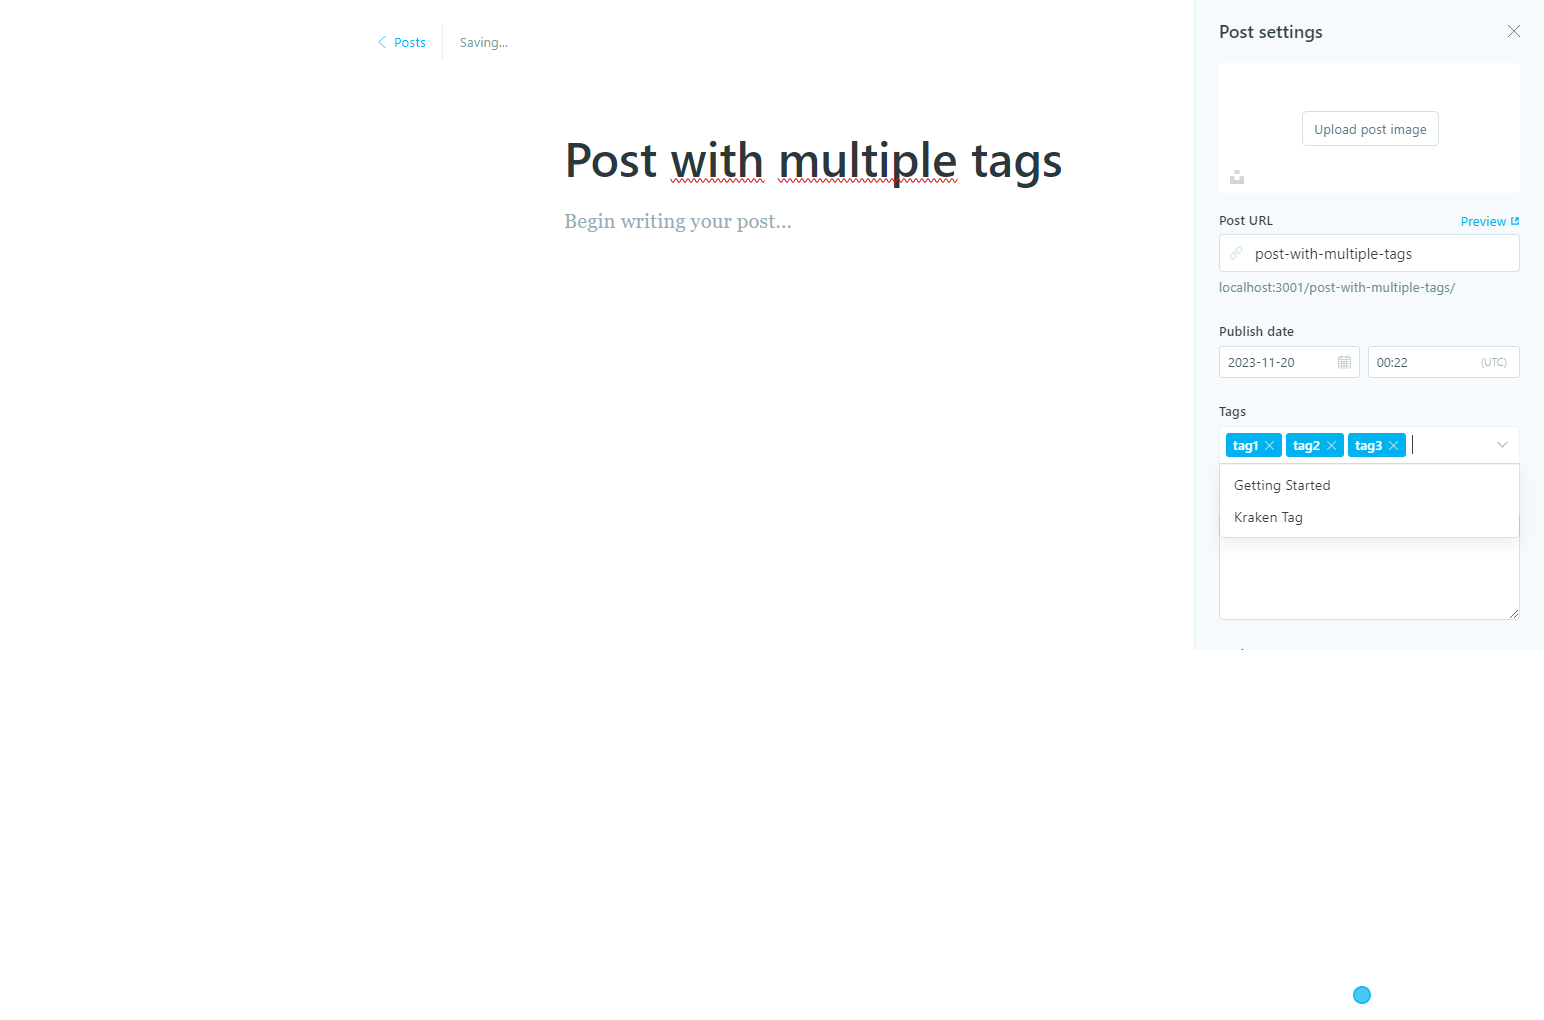 Posts
Saving...
Post with multiple tags
Begin writing your post...
Post settings
Upload post image
Post URL
Preview
post-with-multiple-tags
localhost:3001/post-with-multiple-tags/
Publish date
2023-11-20
00:22
(UTC)
Tags
tag1 tag2 tag3
Getting Started
Kraken Tag